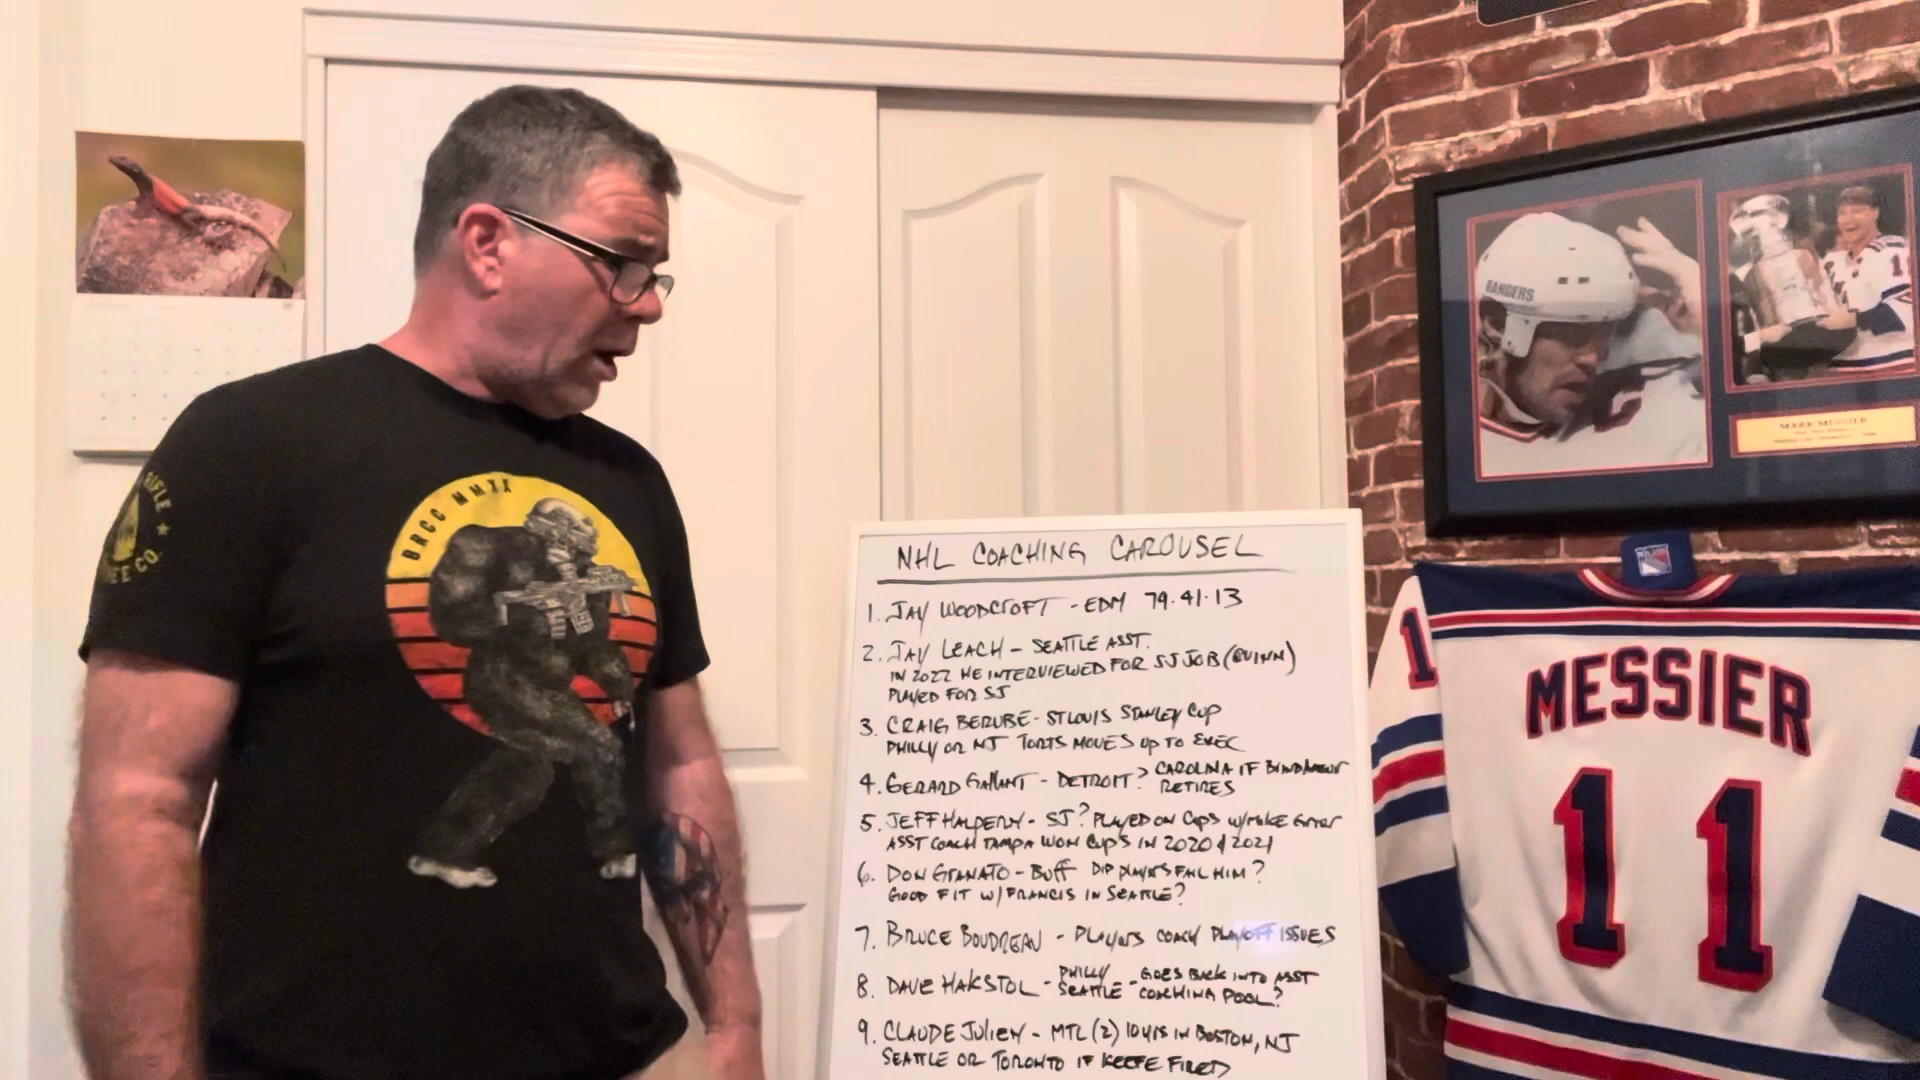 BRCC MMXX
RIFLE
CO
NHL COACHING CAROUSEL
1. JAY WOODCROFT - EDM 79.41.13
2. JAY LEACH - SEATTLE ASST.
IN 2022 HE INTERVIEWED FOR SJ JOB (QUINN)
PLAYED FOR SJ
3. CRAIG BERUBE - ST LOUIS STANLEY CUP
PHILLY OR NJ TORTS MOVES UP TO EXEC
4. GERARD GALLANT - DETROIT? CAROLINA IF BRINDAMOUR
RETIRES
5. JEFF HALPERN - SJ? PLAYED ON CAPS W/MIKE GRIER
ASST COACH TAMPA WON CUPS IN 2020 & 2021
6. DON GRANATO - BUFF DID PLAYERS FAIL HIM?
GOOD FIT W/FRANCIS IN SEATTLE?
7. BRUCE BOUDREAU - PLAYERS COACH PLAYOFF ISSUES
8. DAVE HAKSTOL - PHILLY SEATTLE - GOES BACK INTO ASST
COACHING POOL?
9. CLAUDE JULIEN - MTL (2) 10 YRS IN BOSTON, NJ
SEATTLE OR TORONTO IF KEEFE FIRED
RANGERS
MARK MESSIER
MESSIER
11
1